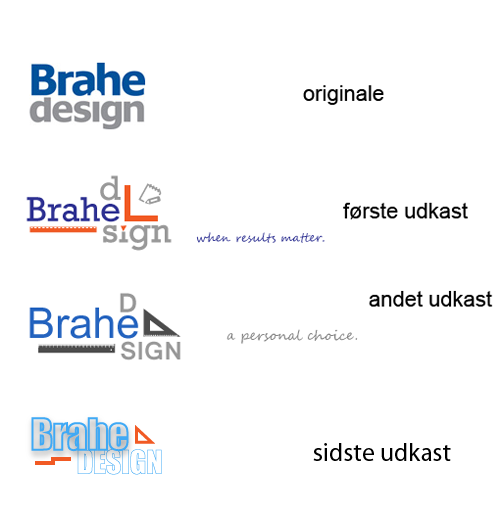 Brahe
design
originale
d
Brahe
sign
when results matter.
første udkast
D
Brahe
SIGN
a personal choice.
andet udkast
Brahe
DESIGN
sidste udkast